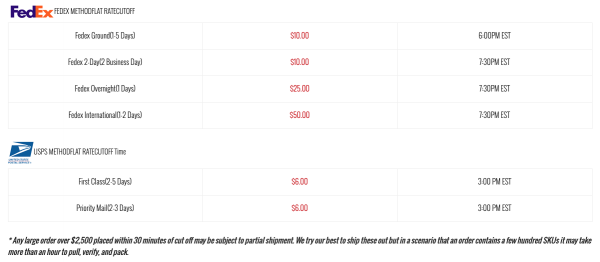 FedEx FEDEX METHODFLAT RATECUTOFF
Fedex Ground(1-5 Days) $10.00 6:00PM EST
Fedex 2-Day(2 Business Day) $10.00 7:30PM EST
Fedex Overnight(1 Days) $25.00 7:30PM EST
Fedex International(1-2 Days) $50.00 7:30PM EST
UNITED STATES POSTAL SERVICE USPS METHODFLAT RATECUTOFF Time
First Class(2-5 Days) $6.00 3:00 PM EST
Priority Mail(2-3 Days) $6.00 3:00 PM EST
* Any large order over $2,500 placed within 30 minutes of cut off may be subject to partial shipment. We try our best to ship these out but in a scenario that an order contains a few hundred SKUs it may take
more than an hour to pull, verify, and pack.